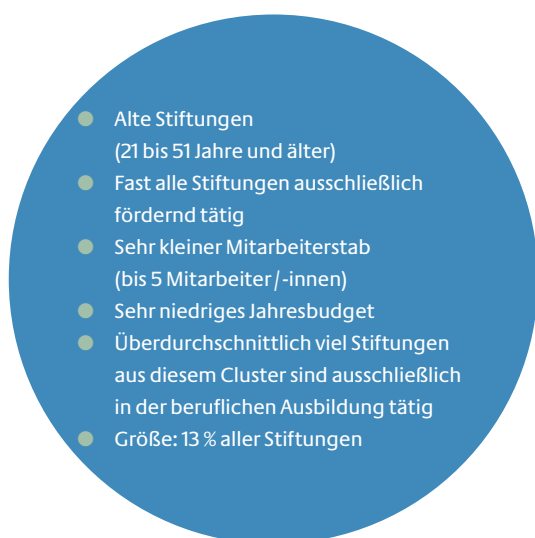 Alte Stiftungen
(21 bis 51 Jahre und älter)
Fast alle Stiftungen ausschließlich
fördernd tätig
Sehr kleiner Mitarbeiterstab
(bis 5 Mitarbeiter / -innen)
Sehr niedriges Jahresbudget
Überdurchschnittlich viel Stiftungen
aus diesem Cluster sind ausschließlich
in der beruflichen Ausbildung tätig
Größe: 13 % aller Stiftungen